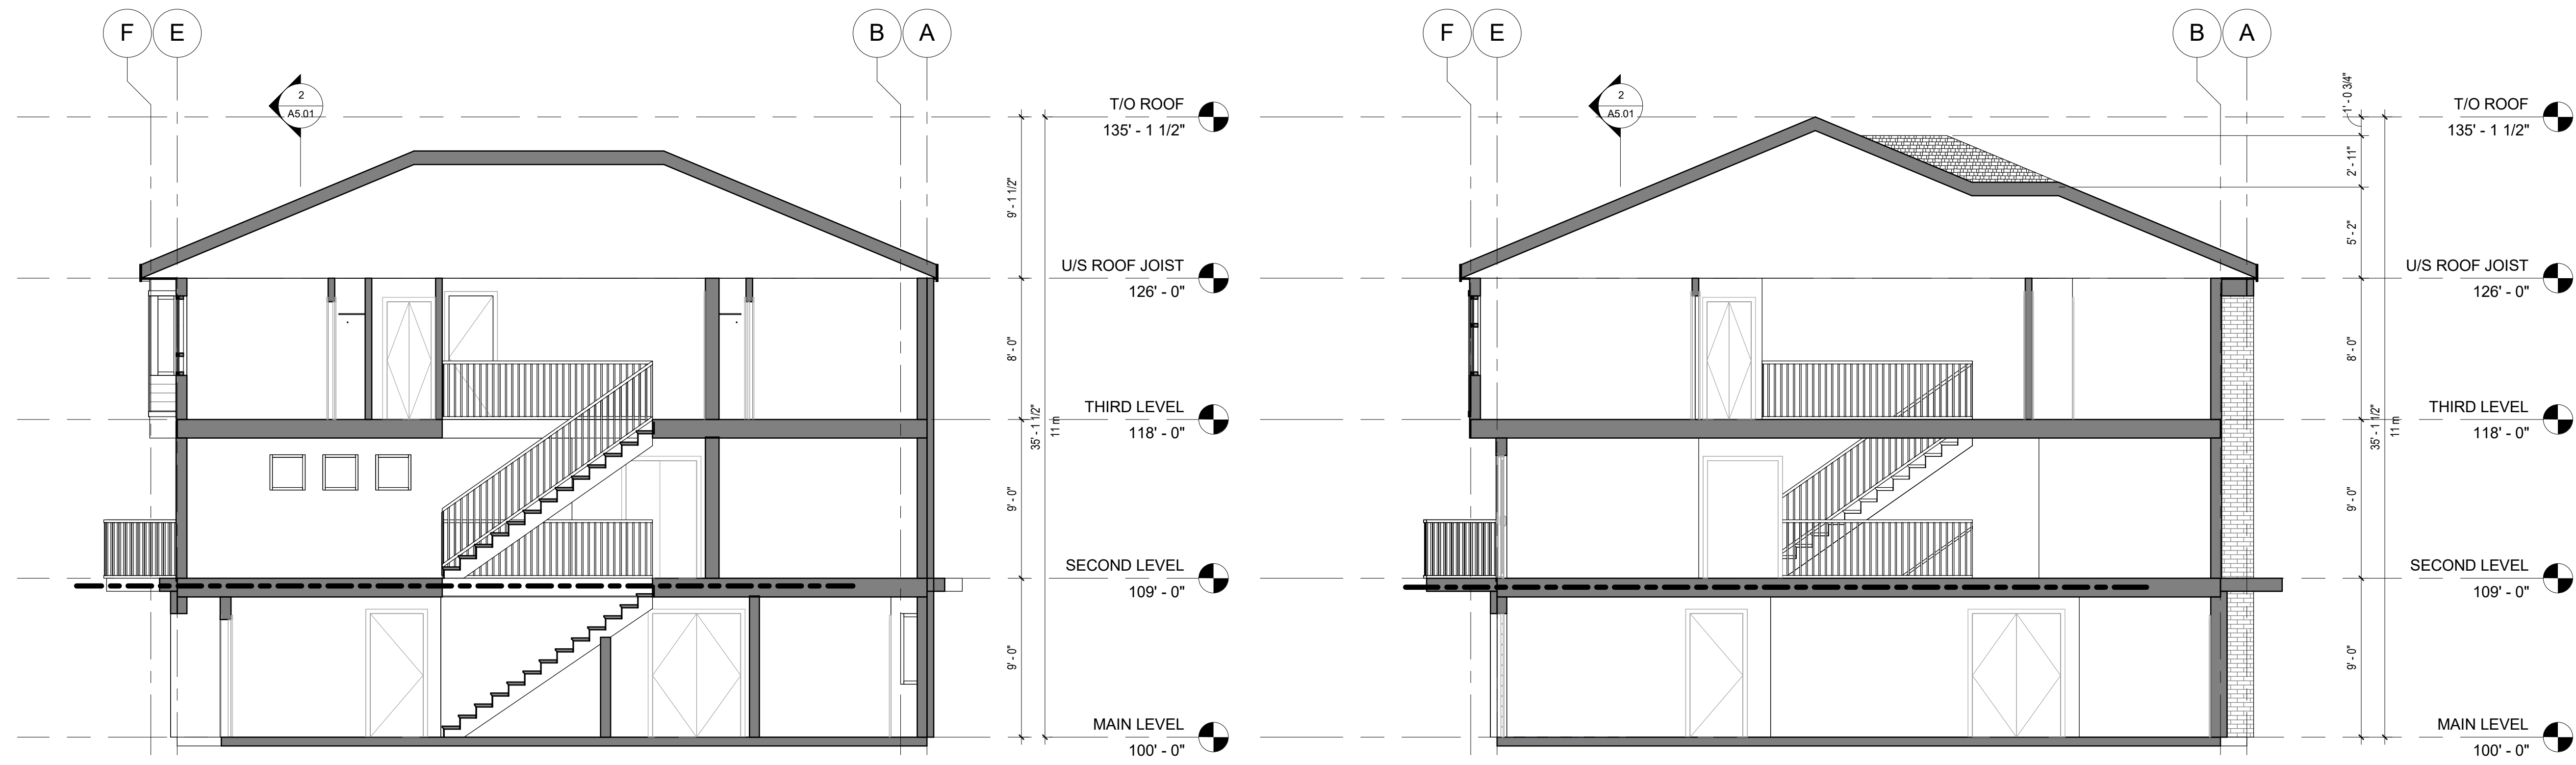 F E B A
2
A5.01
T/O ROOF
135' - 1 1/2"
9' - 1 1/2"
U/S ROOF JOIST
126' - 0"
8' - 0"
THIRD LEVEL
118' - 0"
35' - 1 1/2"
11 m
9' - 0"
SECOND LEVEL
109' - 0"
9' - 0"
MAIN LEVEL
100' - 0"
F E B A
2
A5.01
1' - 0 3/4"
T/O ROOF
135' - 1 1/2"
2' - 11"
5' - 2"
U/S ROOF JOIST
126' - 0"
8' - 0"
THIRD LEVEL
118' - 0"
35' - 1 1/2"
11 m
9' - 0"
SECOND LEVEL
109' - 0"
9' - 0"
MAIN LEVEL
100' - 0"